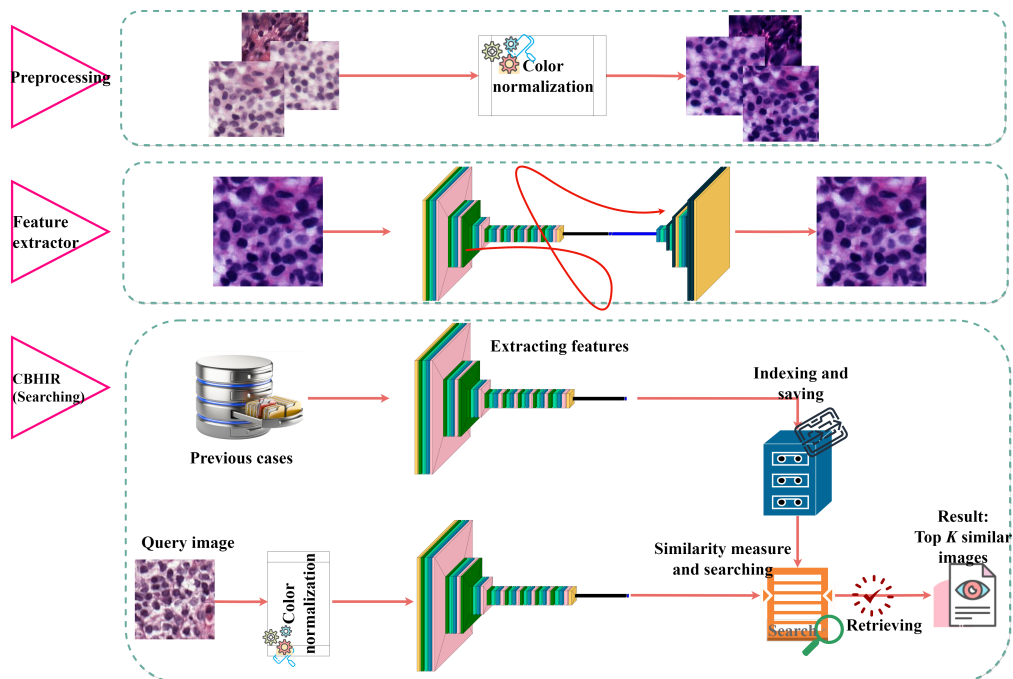 Preprocessing
Color
normalization
Feature
extractor
CBHIR
(Searching)
Extracting features
Indexing and
saving
Previous cases
Query image
Color
normalization
Similarity measure
and searching
Search
Retrieving
Result:
Top K similar
images